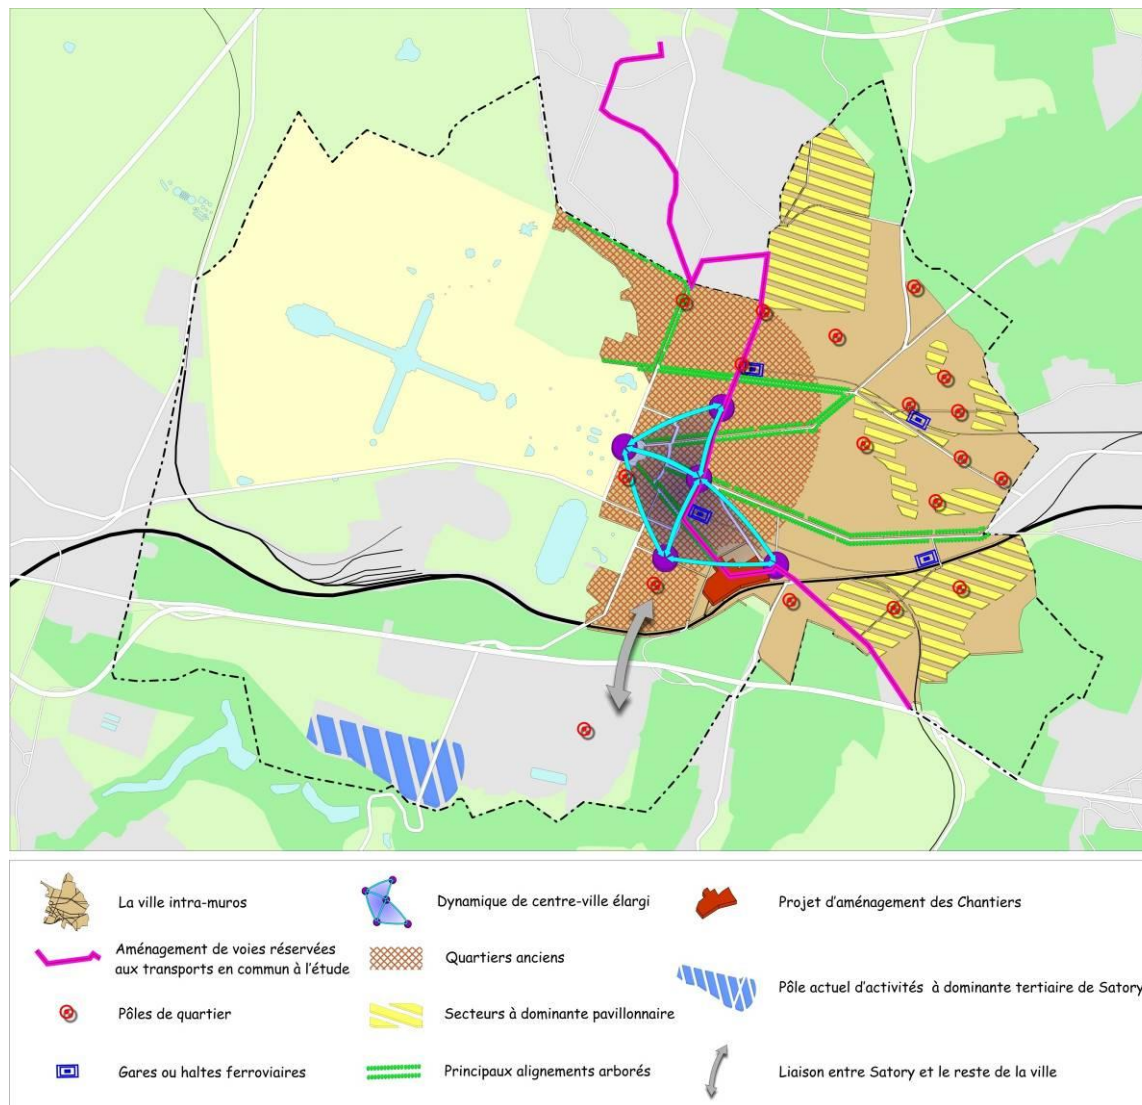 La ville intra-muros
Dynamique de centre-ville élargi
Projet d'aménagement des Chantiers
Aménagement de voies réservées
aux transports en commun à l'étude
Quartiers anciens
Pôle actuel d'activités à dominante tertiaire de Satory
Pôles de quartier
Secteurs à dominante pavillonnaire
Gares ou haltes ferroviaires
Principaux alignements arborés
Liaison entre Satory et le reste de la ville